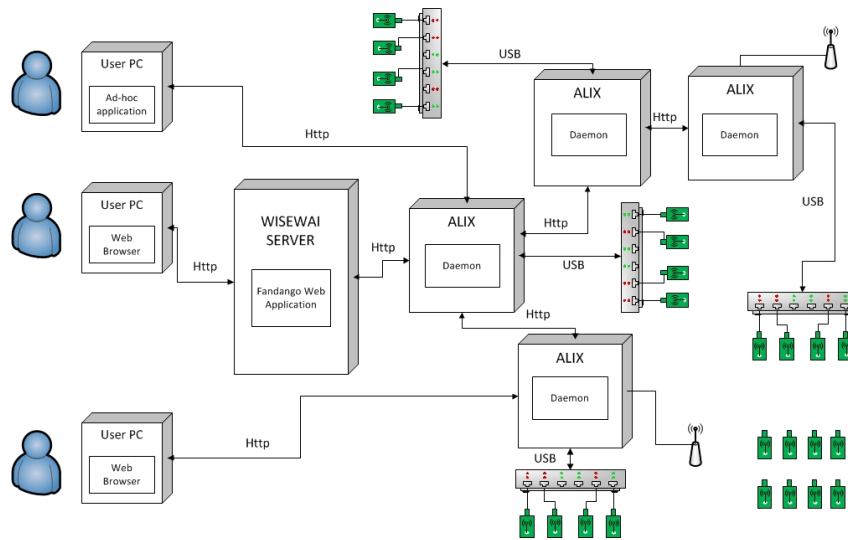 User PC
Ad-hoc
application
Http
USB
ALIX
Daemon
Http
ALIX
Daemon
USB
User PC
Web
Browser
Http
WISEWAI
SERVER
Fandango Web
Application
Http
ALIX
Daemon
Http
USB
Http
ALIX
Daemon
USB
User PC
Web
Browser
Http